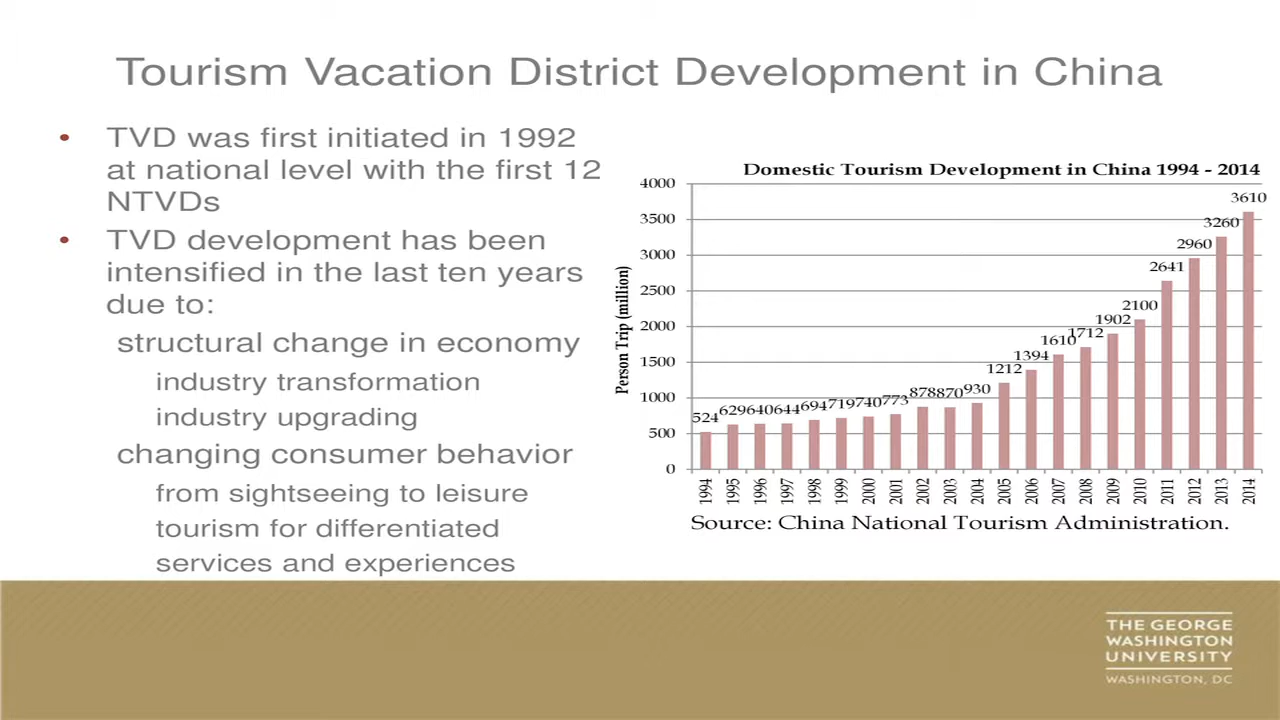 Tourism Vacation District Development in China
• TVD was first initiated in 1992
at national level with the first 12
NTVDs
• TVD development has been
intensified in the last ten years
due to:
structural change in economy
industry transformation
industry upgrading
changing consumer behavior
from sightseeing to leisure
tourism for differentiated
services and experiences
Domestic Tourism Development in China 1994 - 2014
Person Trip (million)
4000
3500
3000
2500
2000
1500
1000
500
0
524 629 640 644 694 719 740 773 878 870 930 1212 1394 1610 1712 1902 2100 2641 2960 3260 3610
1994 1995 1996 1997 1998 1999 2000 2001 2002 2003 2004 2005 2006 2007 2008 2009 2010 2011 2012 2013 2014
Source: China National Tourism Administration.
THE GEORGE
WASHINGTON
UNIVERSITY
WASHINGTON, DC